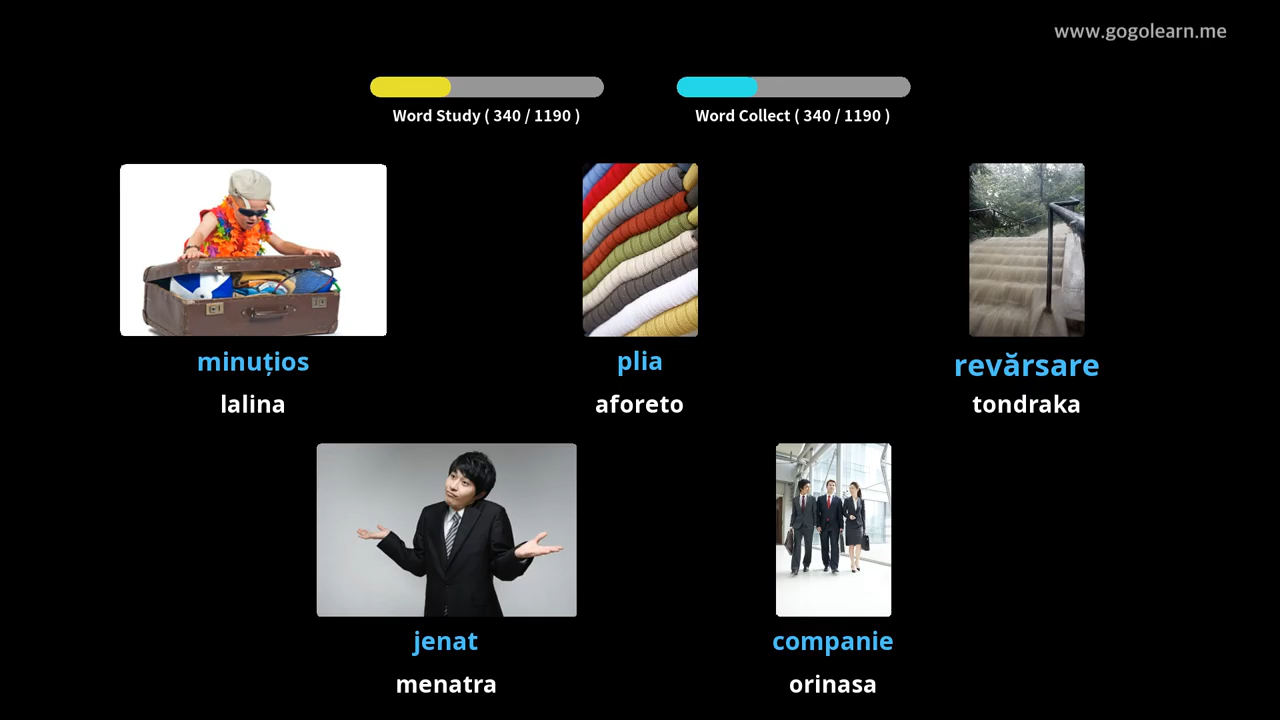 www.gogolearn.me
Word Study ( 340 / 1190 )
Word Collect ( 340 / 1190 )
minuțios
plia
revărsare
lalina
aforeto
tondraka
jenat
companie
menatra
orinasa